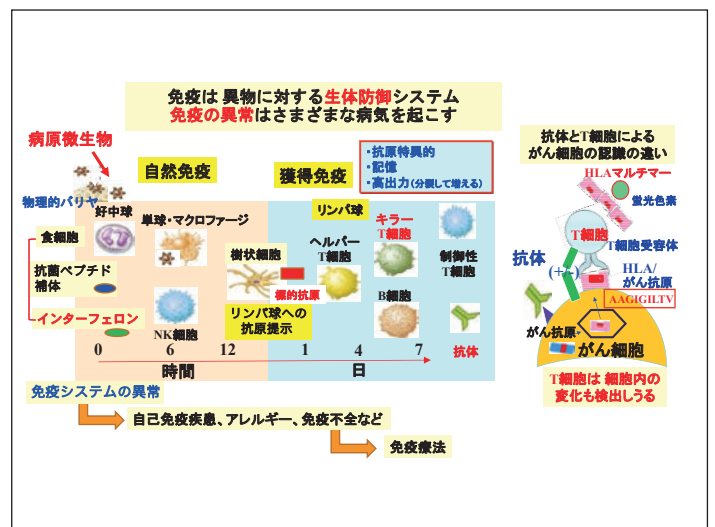 免疫は 異物に対する生体防御システム
免疫の異常はさまざまな病気を起こす
病原微生物
物理的バリヤ
自然免疫
獲得免疫
・抗原特異的
・記憶
・高出力(分裂して増える)
好中球
食細胞
単球・マクロファージ
抗菌ペプチド
補体
インターフェロン
NK細胞
樹状細胞
標的抗原
リンパ球への
抗原提示
リンパ球
ヘルパー
T細胞
キラー
T細胞
制御性
T細胞
B細胞
抗体
0 6 12 1 4 7
時間 日
免疫システムの異常
自己免疫疾患、アレルギー、免疫不全など
免疫療法
抗体とT細胞による
がん細胞の認識の違い
HLAマルチマー
蛍光色素
T細胞
T細胞受容体
抗体
(+/-)
HLA/
がん抗原
AAGIGILTV
がん抗原
がん細胞
T細胞は 細胞内の
変化も検出しうる